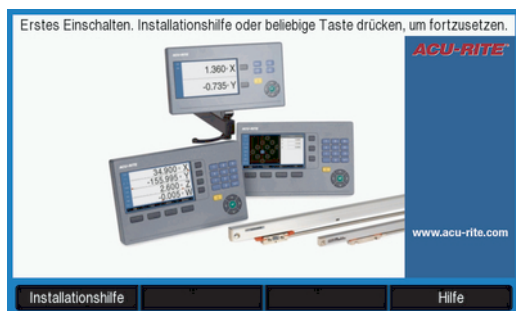 Erstes Einschalten. Installationshilfe oder beliebige Taste drücken, um fortzusetzen.
ACU-RITE
1.360 X
-0.735 Y
34.900 X
-155.995 Y
2.600 Z
-0.005 W
www.acu-rite.com
Installationshilfe
Hilfe